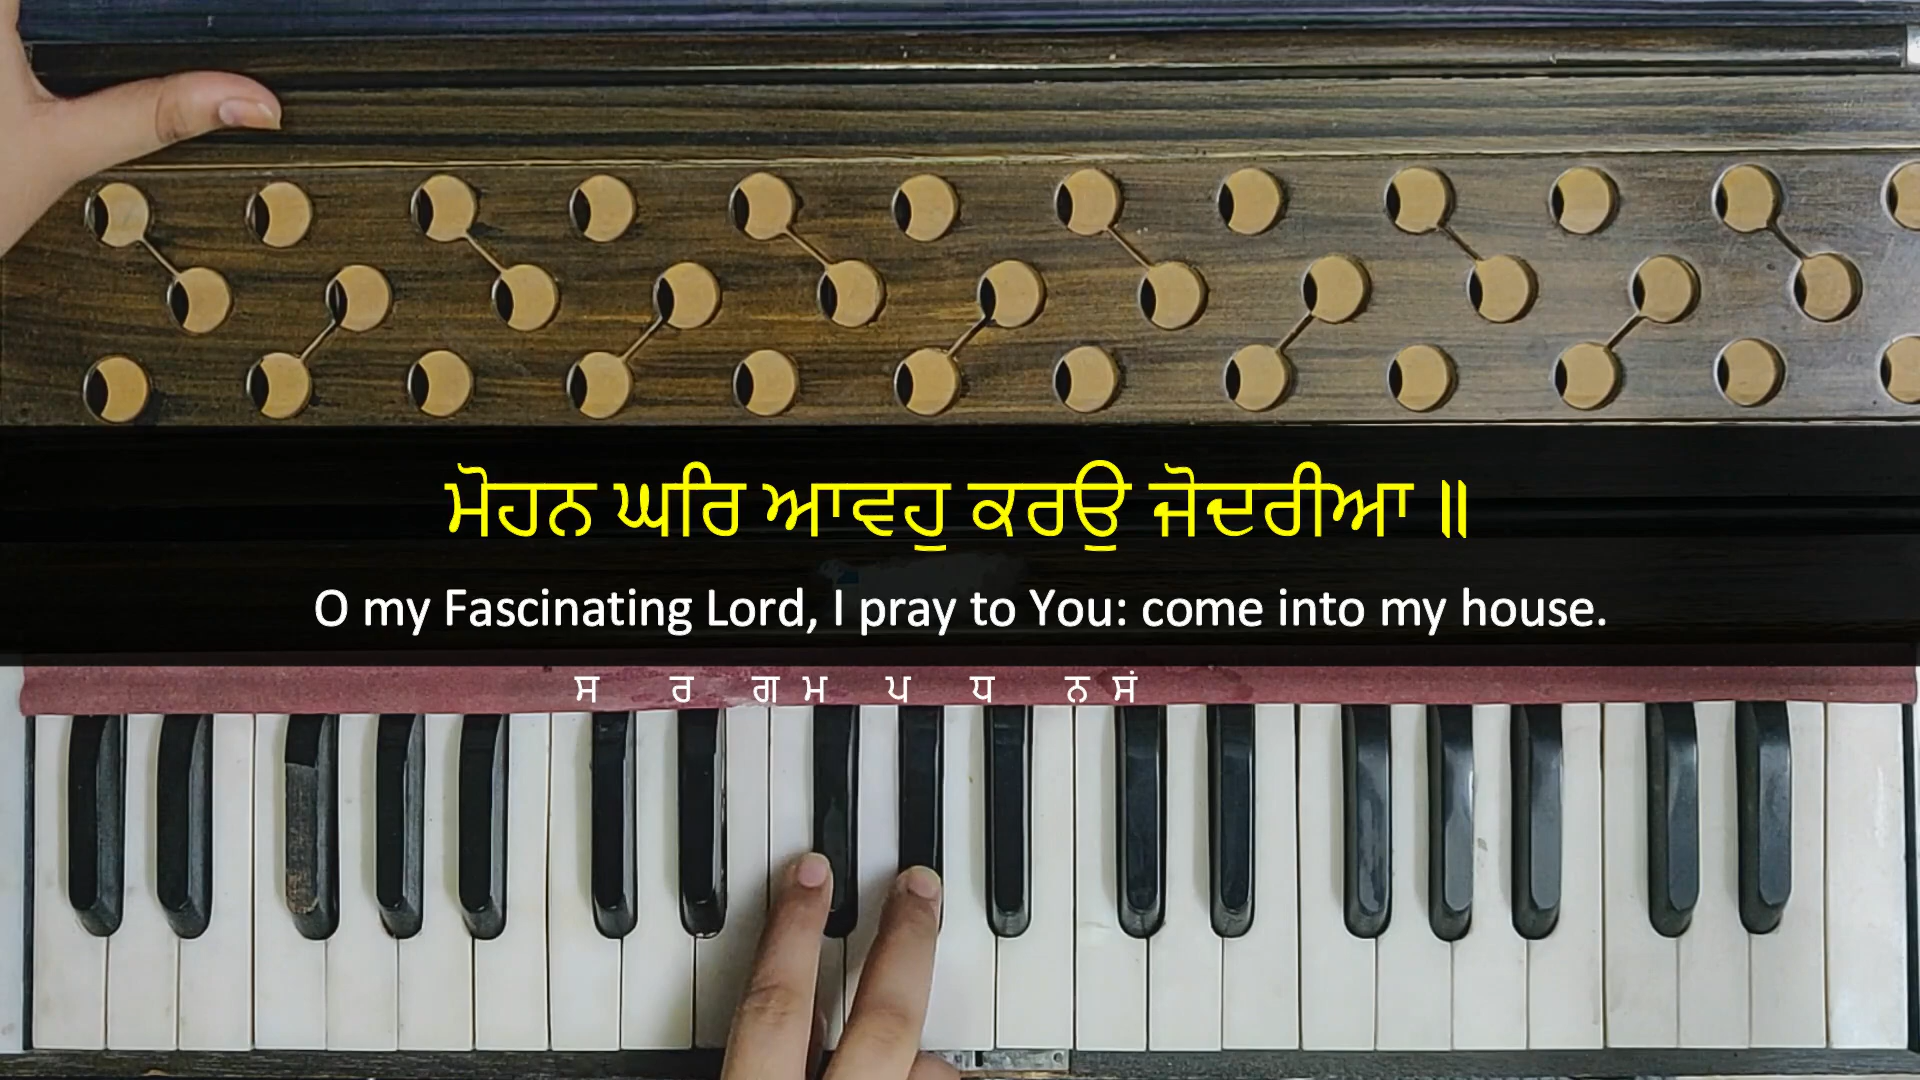 ਮੋਹਨ ਘਰਿ ਆਵਹੁ ਕਰਉ ਜੋਦਰੀਆ ॥
O my Fascinating Lord, I pray to You: come into my house.
ਸ ਰ ਗ ਮ ਪ ਧ ਨ ਸਂ